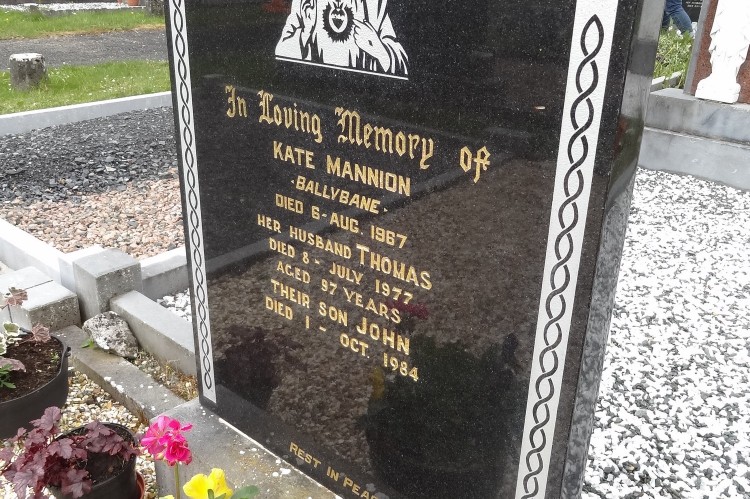 In Loving Memory of
KATE MANNION
-BALLYBANE-
DIED 6-AUG. 1967
HER HUSBAND THOMAS
DIED 8-JULY 1977
AGED 97 YEARS
THEIR SON JOHN
DIED 1-OCT. 1984
REST IN PEACE